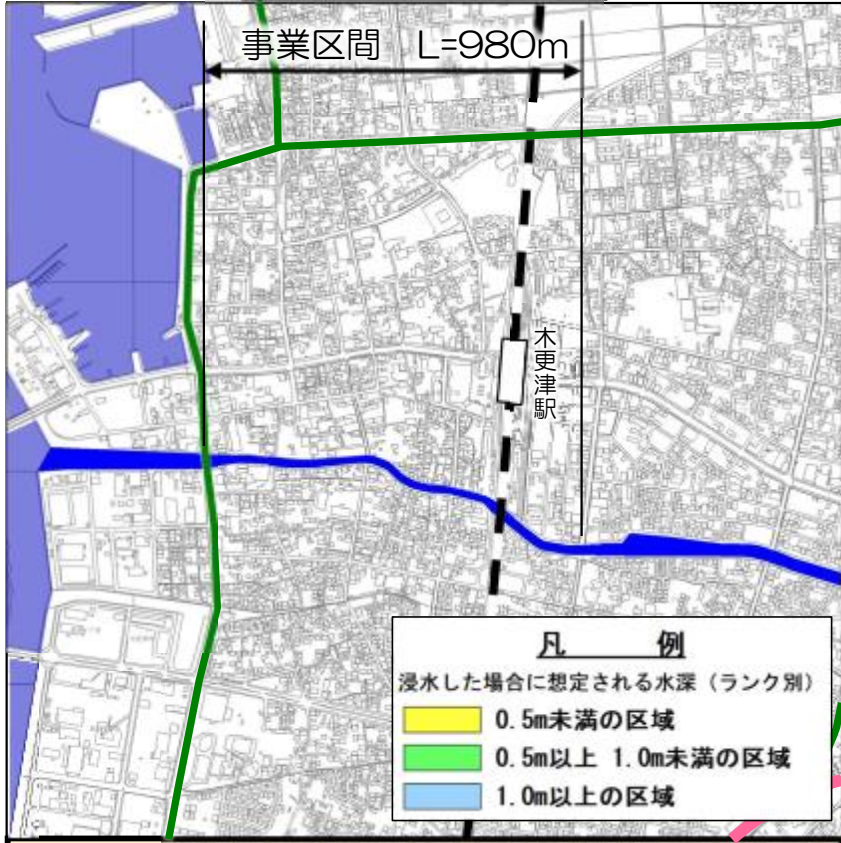 事業区間　L=980m
木更津駅
凡　　例
浸水した場合に想定される水深（ランク別）
0.5m未満の区域
0.5m以上 1.0m未満の区域
1.0m以上の区域